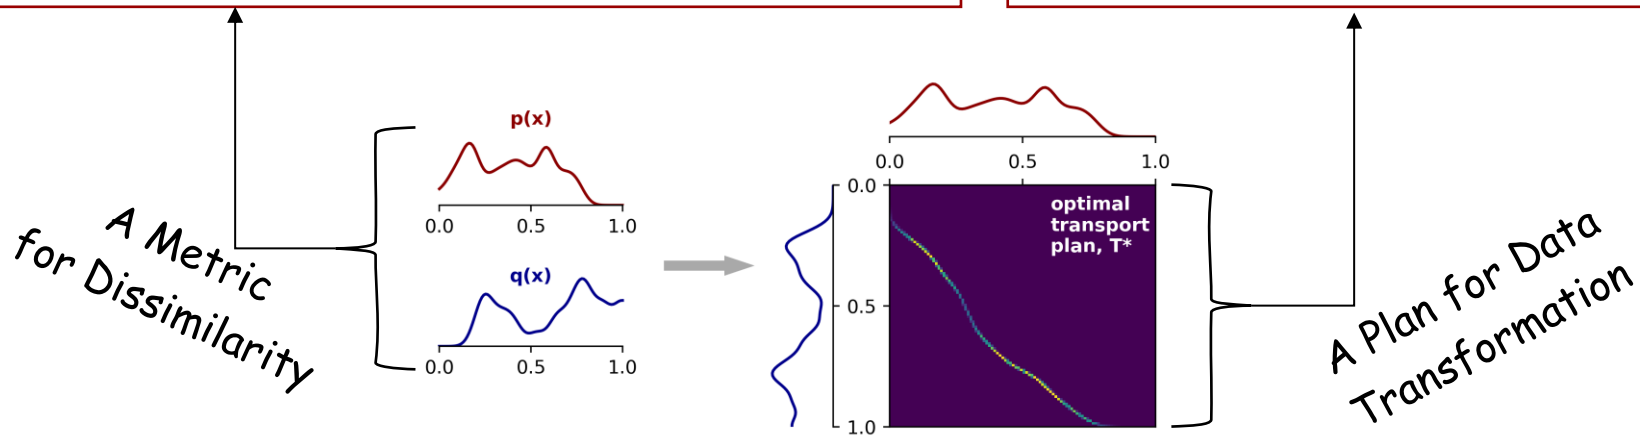 A Metric
for Dissimilarity
p(x)
0.0 0.5 1.0
q(x)
0.0 0.5 1.0
0.0 0.5 1.0
0.0
0.5
1.0
optimal
transport
plan, T*
A Plan for Data
Transformation